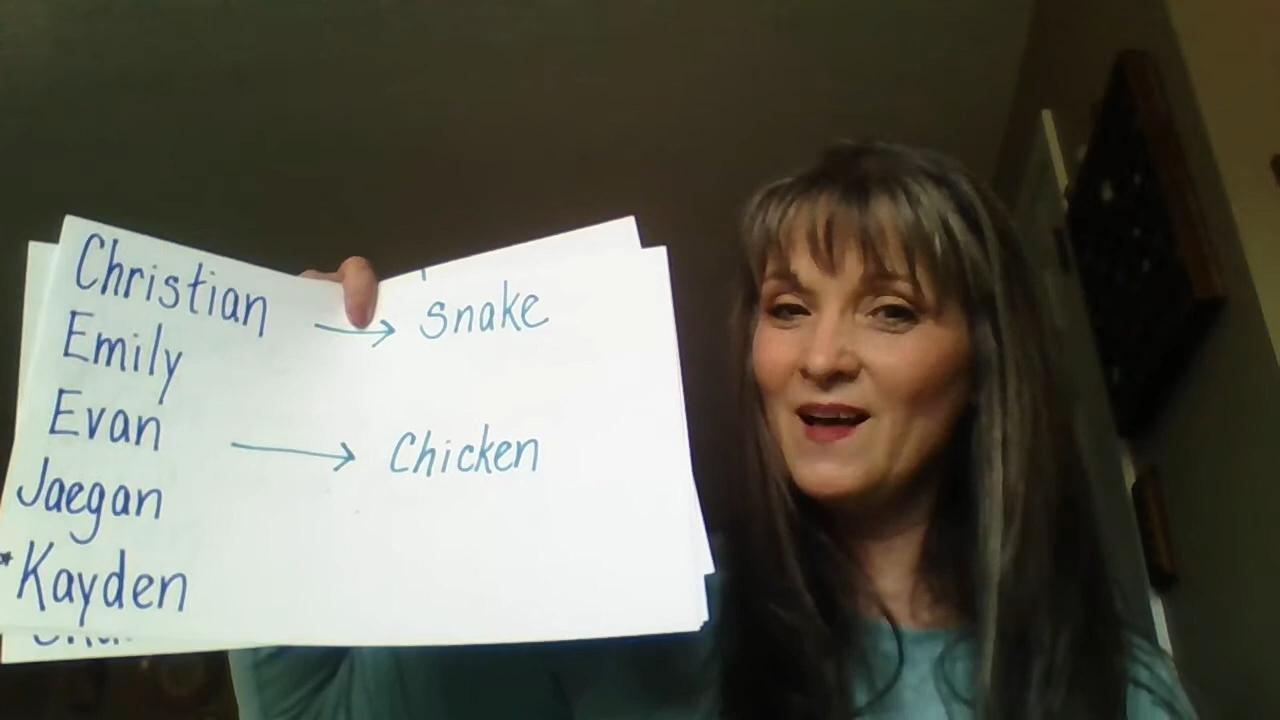 Christian → snake
Emily
Evan → Chicken
Jaegan
*Kayden